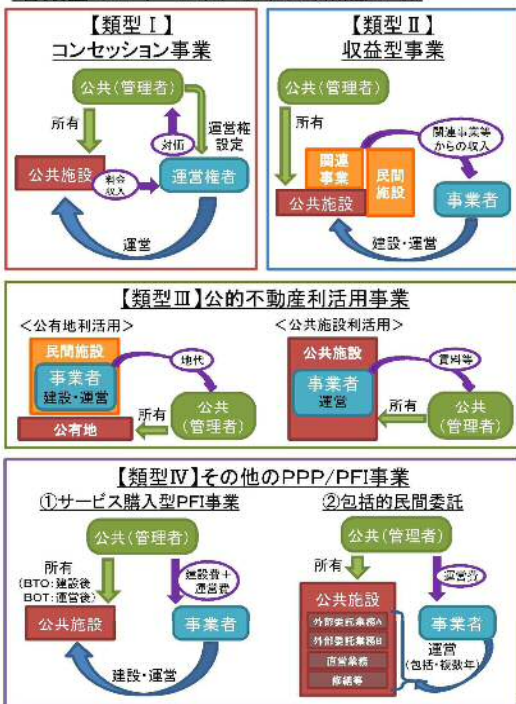 【類型Ⅰ】
コンセッション事業
公共(管理者)
所有
対価
運営権
設定
公共施設
料金
収入
運営権者
運営
【類型Ⅱ】
収益型事業
公共(管理者)
所有
関連事業等
からの収入
関連
事業
民間
施設
公共施設
事業者
建設・運営
【類型Ⅲ】公的不動産利活用事業
<公有地利活用>
民間施設
地代
事業者
建設・運営
所有
公共
(管理者)
公有地
<公共施設利活用>
公共施設
賃料等
事業者
運営
所有
公共
(管理者)
【類型Ⅳ】その他のPPP/PFI事業
①サービス購入型PFI事業
公共(管理者)
所有
(BTO:建設後
BOT:運営後)
建設費+
運営費
公共施設
事業者
建設・運営
②包括的民間委託
公共(管理者)
所有
運営費
公共施設
外部委託業務A
外部委託業務B
直営業務
修繕等
事業者
運営
(包括・複数年)